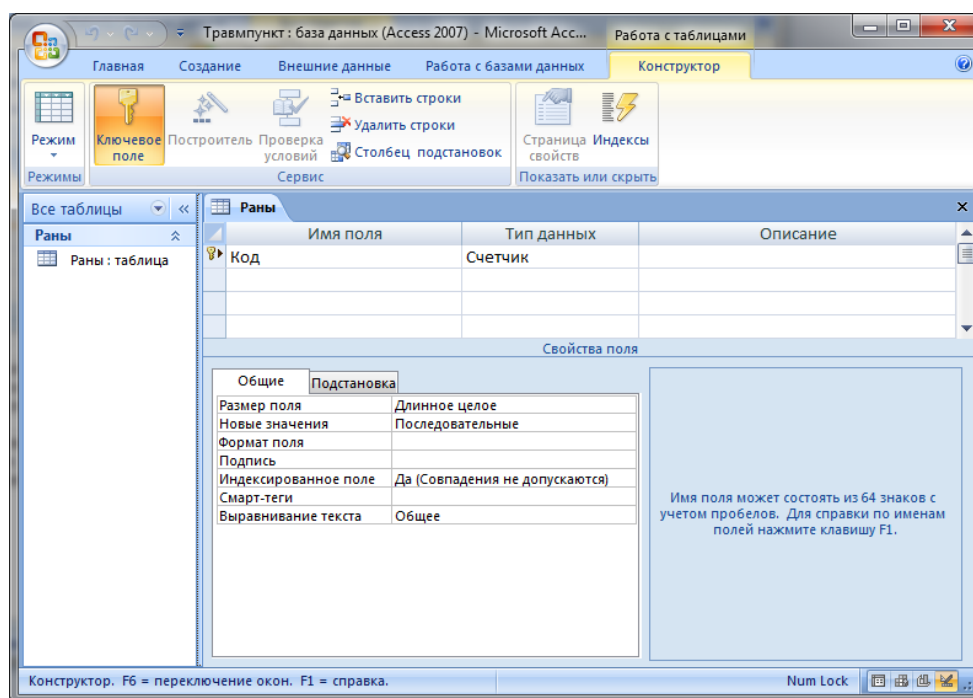 Травмпункт : база данных (Access 2007) - Microsoft Acc...
Работа с таблицами
Главная Создание Внешние данные Работа с базами данных Конструктор
Режим
Режимы
Ключевое поле
Построитель
Проверка условий
Вставить строки
Удалить строки
Столбец подстановок
Сервис
Страница свойств
Индексы
Показать или скрыть
Все таблицы
Раны
Раны : таблица
Раны
Имя поля Тип данных Описание
Код Счетчик
Свойства поля
Общие Подстановка
Размер поля Длинное целое
Новые значения Последовательные
Формат поля
Подпись
Индексированное поле Да (Совпадения не допускаются)
Смарт-теги
Выравнивание текста Общее
Имя поля может состоять из 64 знаков с
учетом пробелов. Для справки по именам
полей нажмите клавишу F1.
Конструктор. F6 = переключение окон. F1 = справка. Num Lock